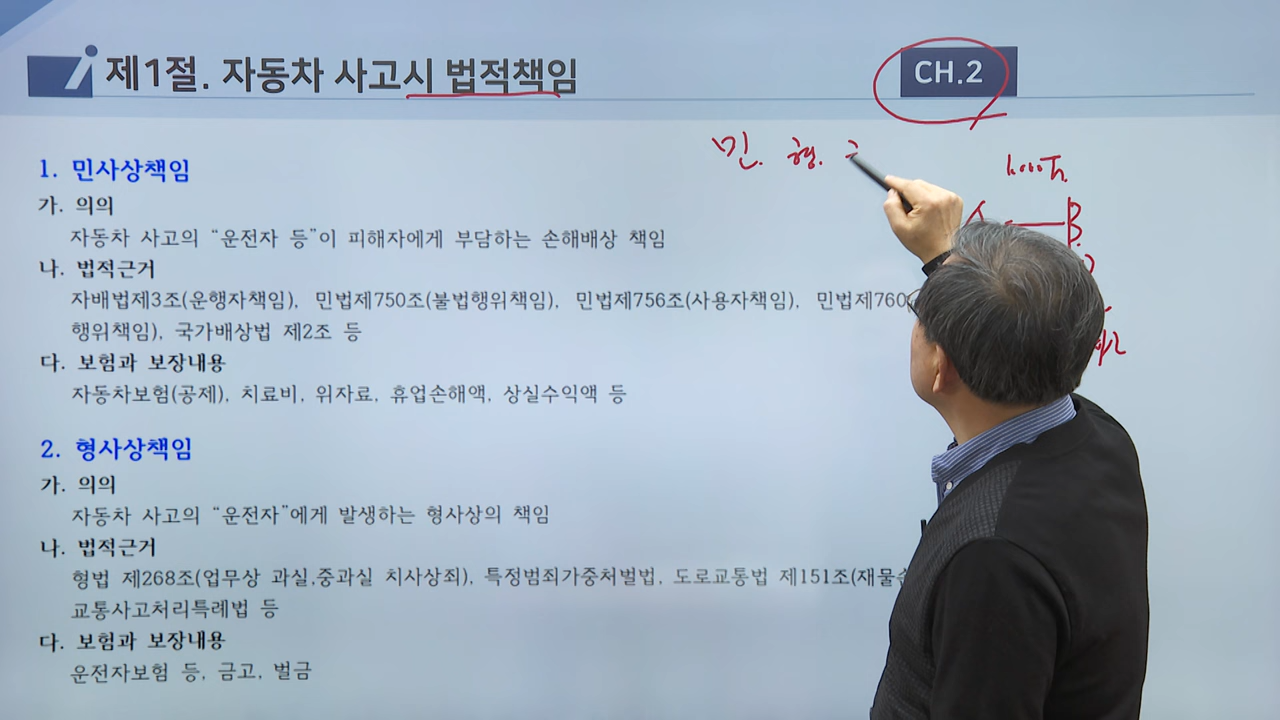 제1절. 자동차 사고시 법적책임
CH.2
민. 형.
1. 민사상책임
가. 의의
자동차 사고의 “운전자 등”이 피해자에게 부담하는 손해배상 책임
B
나. 법적근거
자배법제3조(운행자책임), 민법제750조(불법행위책임), 민법제756조(사용자책임), 민법제760
행위책임), 국가배상법 제2조 등
다. 보험과 보장내용
자동차보험(공제), 치료비, 위자료, 휴업손해액, 상실수익액 등
2. 형사상책임
가. 의의
자동차 사고의 “운전자”에게 발생하는 형사상의 책임
나. 법적근거
형법 제268조(업무상 과실.중과실 치사상죄), 특정범죄가중처벌법, 도로교통법 제151조(재물
교통사고처리특례법 등
다. 보험과 보장내용
운전자보험 등, 금고, 벌금